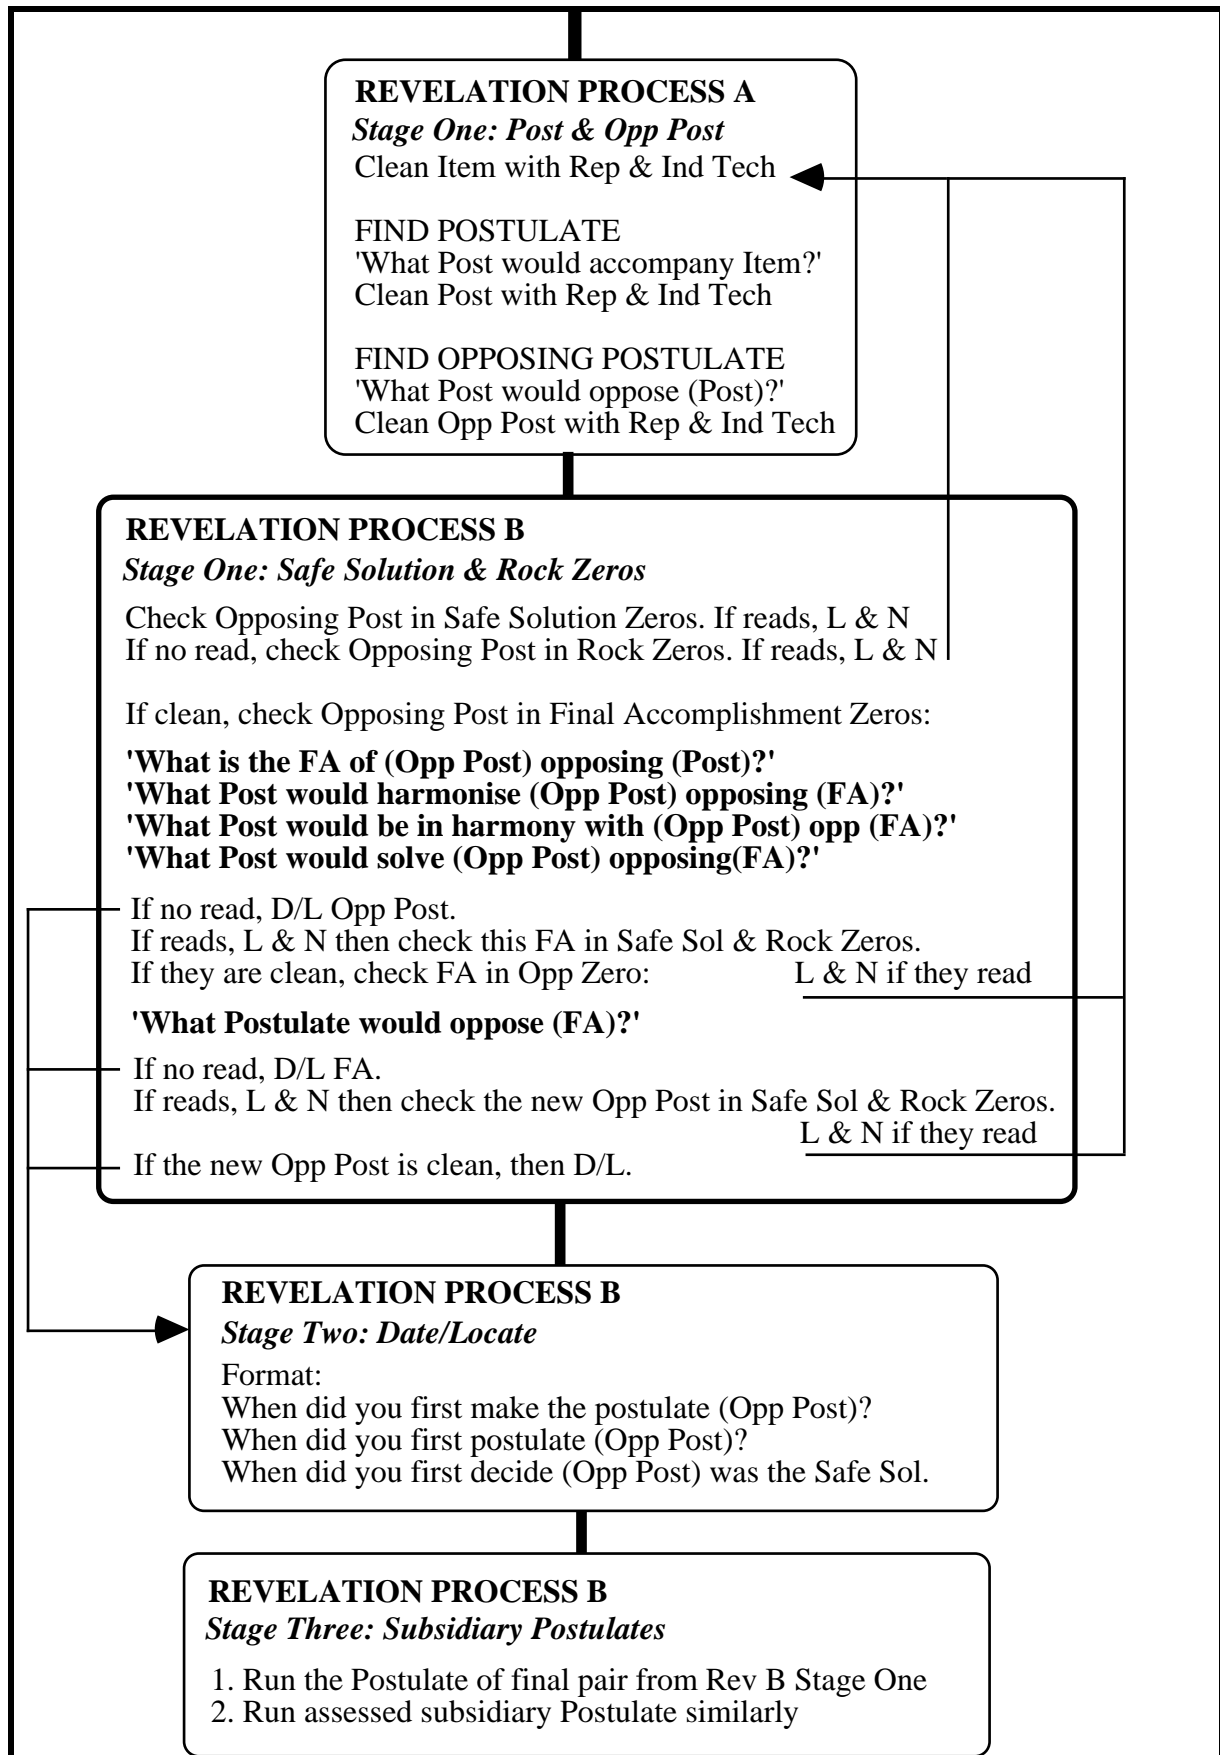 REVELATION PROCESS A
Stage One: Post & Opp Post
Clean Item with Rep & Ind Tech
FIND POSTULATE
'What Post would accompany Item?'
Clean Post with Rep & Ind Tech
FIND OPPOSING POSTULATE
'What Post would oppose (Post)?'
Clean Opp Post with Rep & Ind Tech
REVELATION PROCESS B
Stage One: Safe Solution & Rock Zeros
Check Opposing Post in Safe Solution Zeros. If reads, L & N
If no read, check Opposing Post in Rock Zeros. If reads, L & N
If clean, check Opposing Post in Final Accomplishment Zeros:
'What is the FA of (Opp Post) opposing (Post)?'
'What Post would harmonise (Opp Post) opposing (FA)?'
'What Post would be in harmony with (Opp Post) opp (FA)?'
'What Post would solve (Opp Post) opposing(FA)?'
If no read, D/L Opp Post.
If reads, L & N then check this FA in Safe Sol & Rock Zeros.
If they are clean, check FA in Opp Zero: L & N if they read
'What Postulate would oppose (FA)?'
If no read, D/L FA.
If reads, L & N then check the new Opp Post in Safe Sol & Rock Zeros.
L & N if they read
If the new Opp Post is clean, then D/L.
REVELATION PROCESS B
Stage Two: Date/Locate
Format:
When did you first make the postulate (Opp Post)?
When did you first postulate (Opp Post)?
When did you first decide (Opp Post) was the Safe Sol.
REVELATION PROCESS B
Stage Three: Subsidiary Postulates
1. Run the Postulate of final pair from Rev B Stage One
2. Run assessed subsidiary Postulate similarly